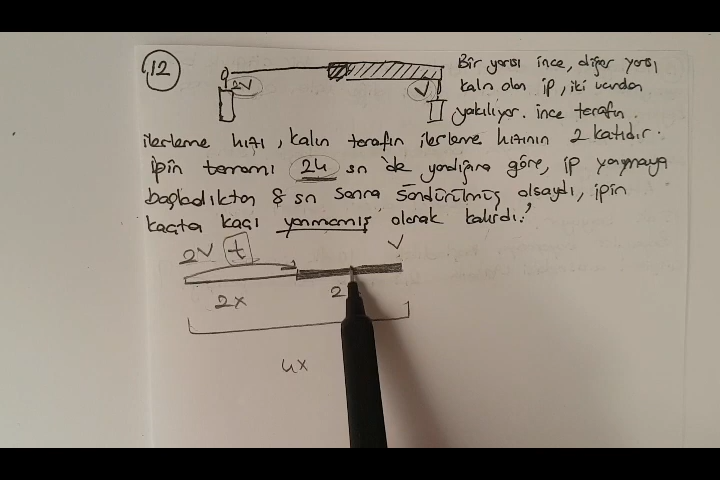 12
2V
V
Bir yarısı ince, diğer yarısı
kalın olan ip, iki ucundan
yakılıyor. ince tarafın
ilerleme hızı, kalın tarafın ilerleme hızının 2 katıdır.
İpin tamamı 24 sn 'de yandığına göre, ip yanmaya
başladıktan 8 sn sonra söndürülmüş olsaydı, ipin
kaçta kaçı yanmamış olarak kalırdı?
2V t V
2x 2
4x